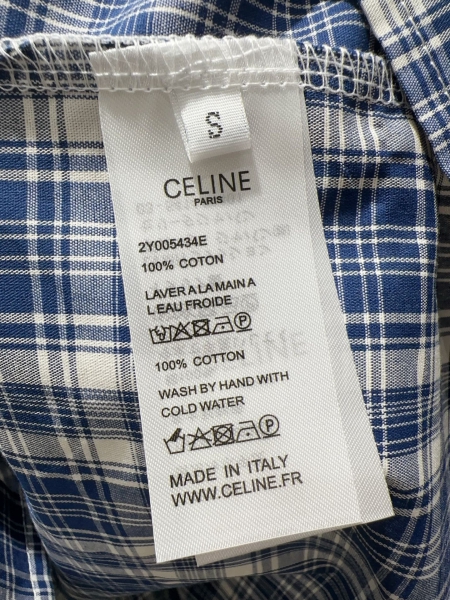 S
CELINE
PARIS
2Y005434E
100% COTON
LAVER A LA MAIN A
L EAU FROIDE
100% COTTON
WASH BY HAND WITH
COLD WATER
MADE IN ITALY
WWW.CELINE.FR